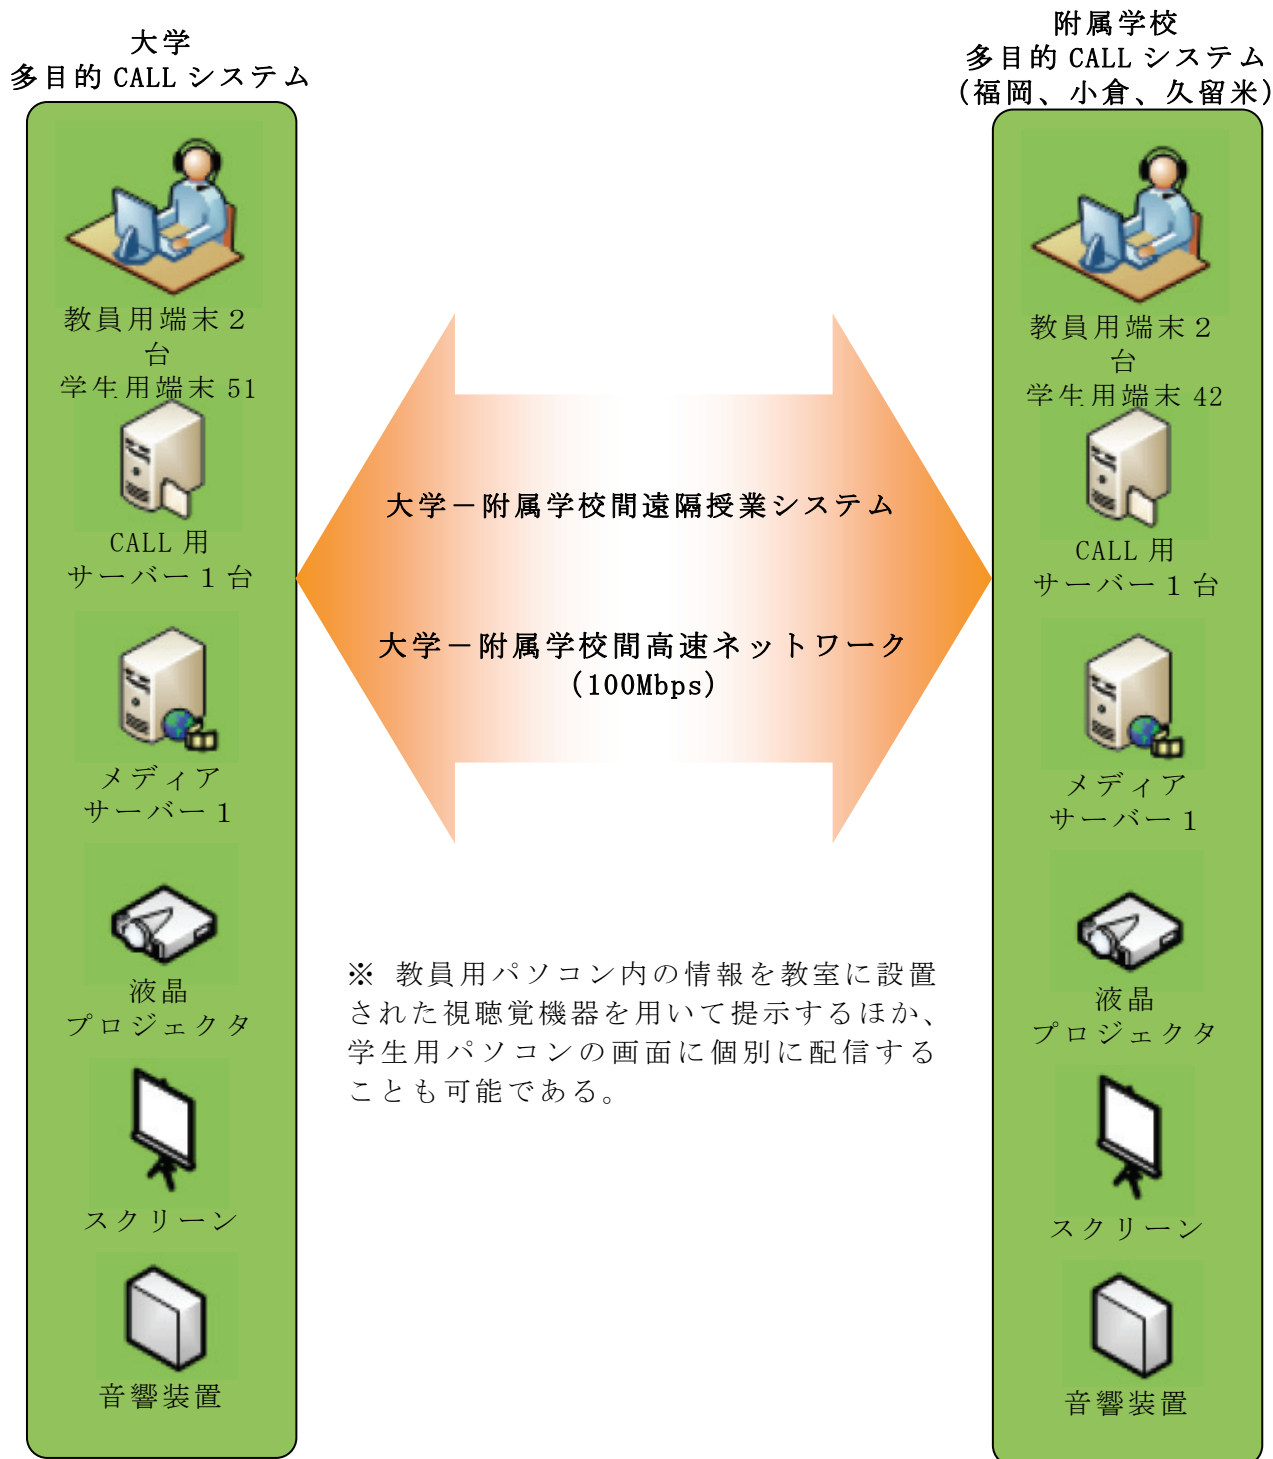 大学
多目的 CALL システム
教員用端末２
台
学生用端末 51
CALL 用
サーバー１台
メディア
サーバー１
液晶
プロジェクタ
スクリーン
音響装置
大学－附属学校間遠隔授業システム
大学－附属学校間高速ネットワーク
(100Mbps)
※ 教員用パソコン内の情報を教室に設置
された視聴覚機器を用いて提示するほか、
学生用パソコンの画面に個別に配信する
ことも可能である。
附属学校
多目的 CALL システム
(福岡、小倉、久留米)
教員用端末２
台
学生用端末 42
CALL 用
サーバー１台
メディア
サーバー１
液晶
プロジェクタ
スクリーン
音響装置